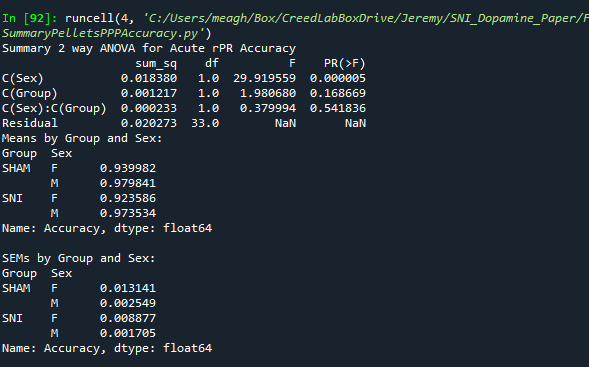 In [92]: runcell(4, 'C:/Users/meagh/Box/CreedLabBoxDrive/Jeremy/SNI_Dopamine_Paper/F
SummaryPelletsPPPAccuracy.py')
Summary 2 way ANOVA for Acute rPR Accuracy
sum_sq df F PR(>F)
C(Sex) 0.018380 1.0 29.919559 0.000005
C(Group) 0.001217 1.0 1.980680 0.168669
C(Sex):C(Group) 0.000233 1.0 0.379994 0.541836
Residual 0.020273 33.0 NaN NaN
Means by Group and Sex:
Group Sex
SHAM F 0.939982
M 0.979841
SNI F 0.923586
M 0.973534
Name: Accuracy, dtype: float64
SEMs by Group and Sex:
Group Sex
SHAM F 0.013141
M 0.002549
SNI F 0.008877
M 0.001705
Name: Accuracy, dtype: float64